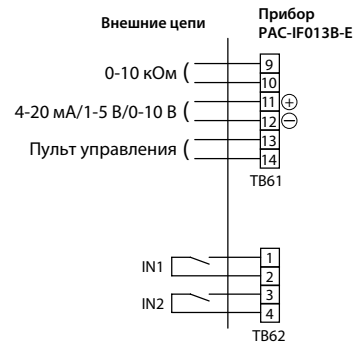 Внешние цепи
Прибор
PAC-IF013B-E
0-10 кОм ( 9
10
4-20 мА/1-5 В/0-10 В ( 11 +
12 −
Пульт управления ( 13
14
TB61
IN1 1
2
IN2 3
4
TB62